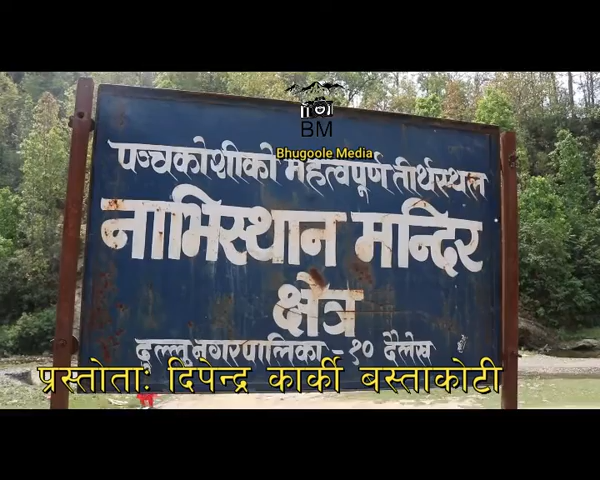 BM
Bhugoole Media
पञ्चकोशीको महत्वपूर्ण तीर्थस्थल
नाभिस्थान मन्दिर
क्षेत्र
दुल्लु नगरपालिका - १० दैलेख
प्रस्तोताः दिपेन्द्र कार्की बस्ताकोटी